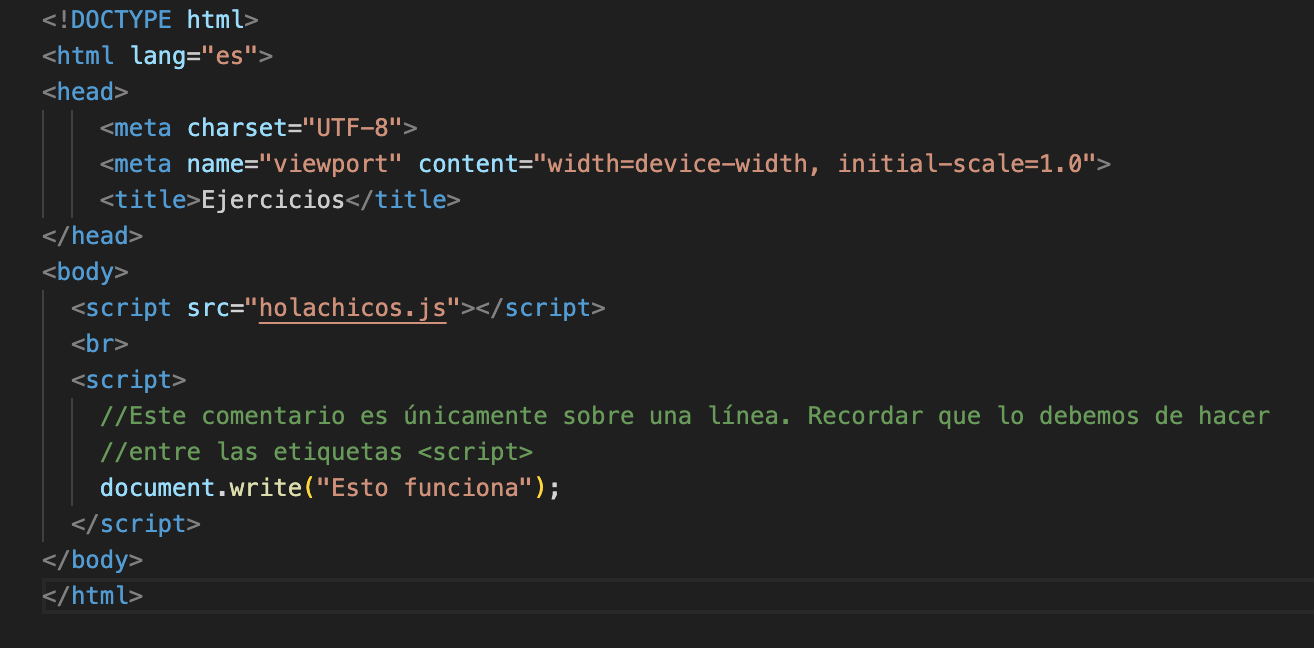 <!DOCTYPE html>
<html lang="es">
<head>
<meta charset="UTF-8">
<meta name="viewport" content="width=device-width, initial-scale=1.0">
<title>Ejercicios</title>
</head>
<body>
<script src="holachicos.js"></script>
<br>
<script>
//Este comentario es únicamente sobre una línea. Recordar que lo debemos de hacer
//entre las etiquetas <script>
document.write("Esto funciona");
</script>
</body>
</html>